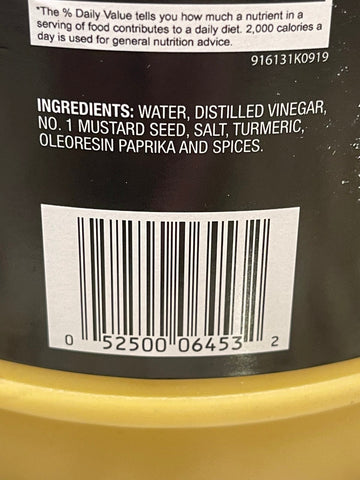 *The % Daily Value tells you how much a nutrient in a
serving of food contributes to a daily diet. 2,000 calories a
day is used for general nutrition advice.
916131K0919
INGREDIENTS: WATER, DISTILLED VINEGAR,
NO. 1 MUSTARD SEED, SALT, TURMERIC,
OLEORESIN PAPRIKA AND SPICES.
0 52500 06453 2